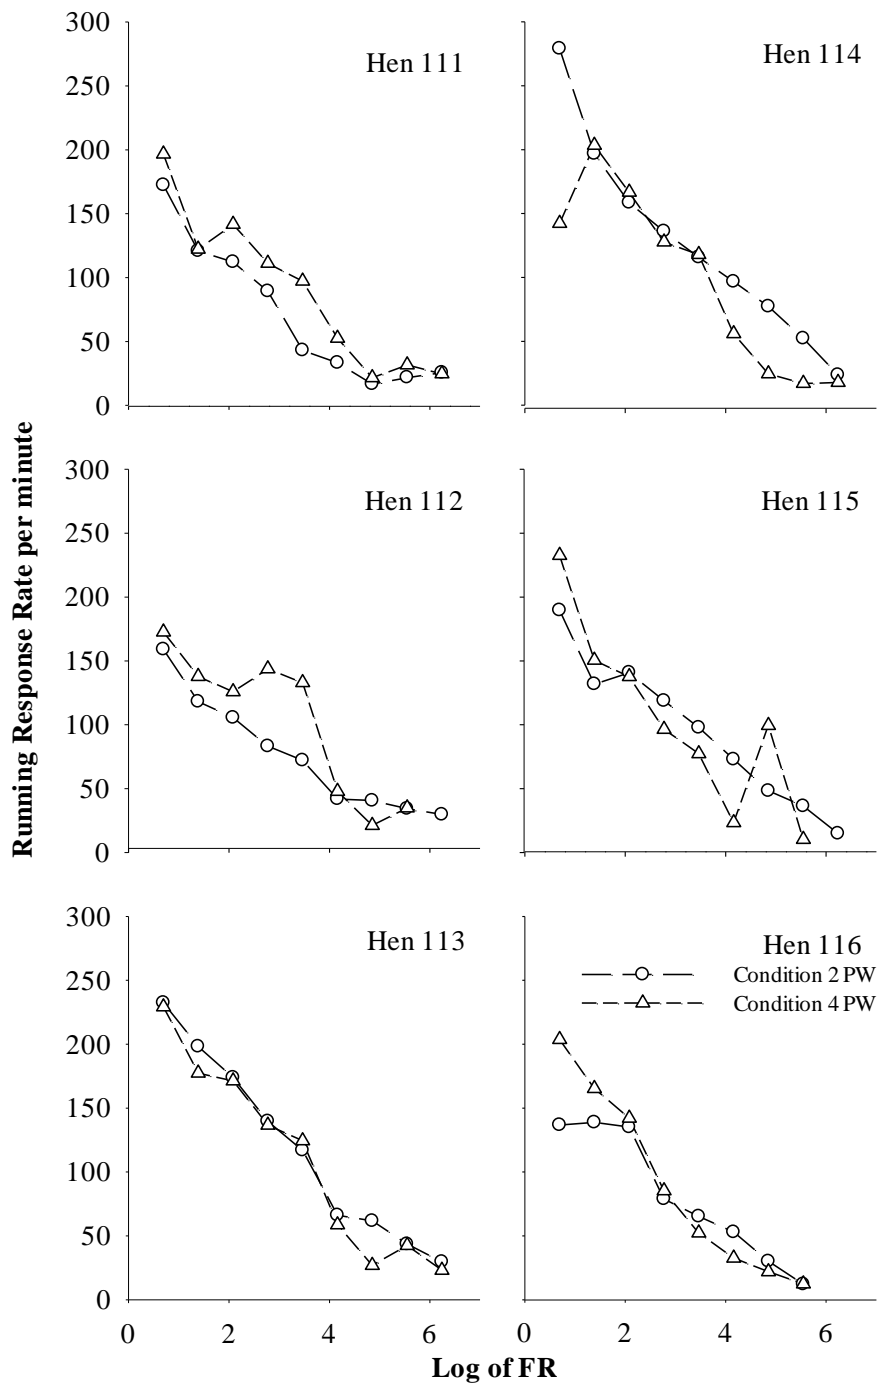 Running Response Rate per minute
300
250
200
150
100
50
0
Hen 111
Hen 114
300
250
200
150
100
50
0
Hen 112
Hen 115
300
250
200
150
100
50
0
Hen 113
Hen 116
Condition 2 PW
Condition 4 PW
0 2 4 6 0 2 4 6
Log of FR